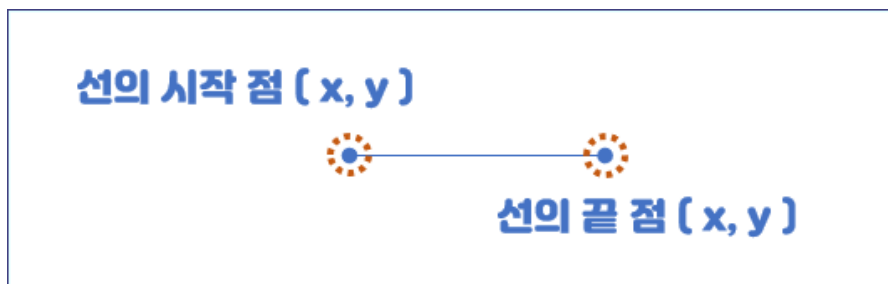 선의 시작 점 ( x, y )
선의 끝 점 ( x, y )